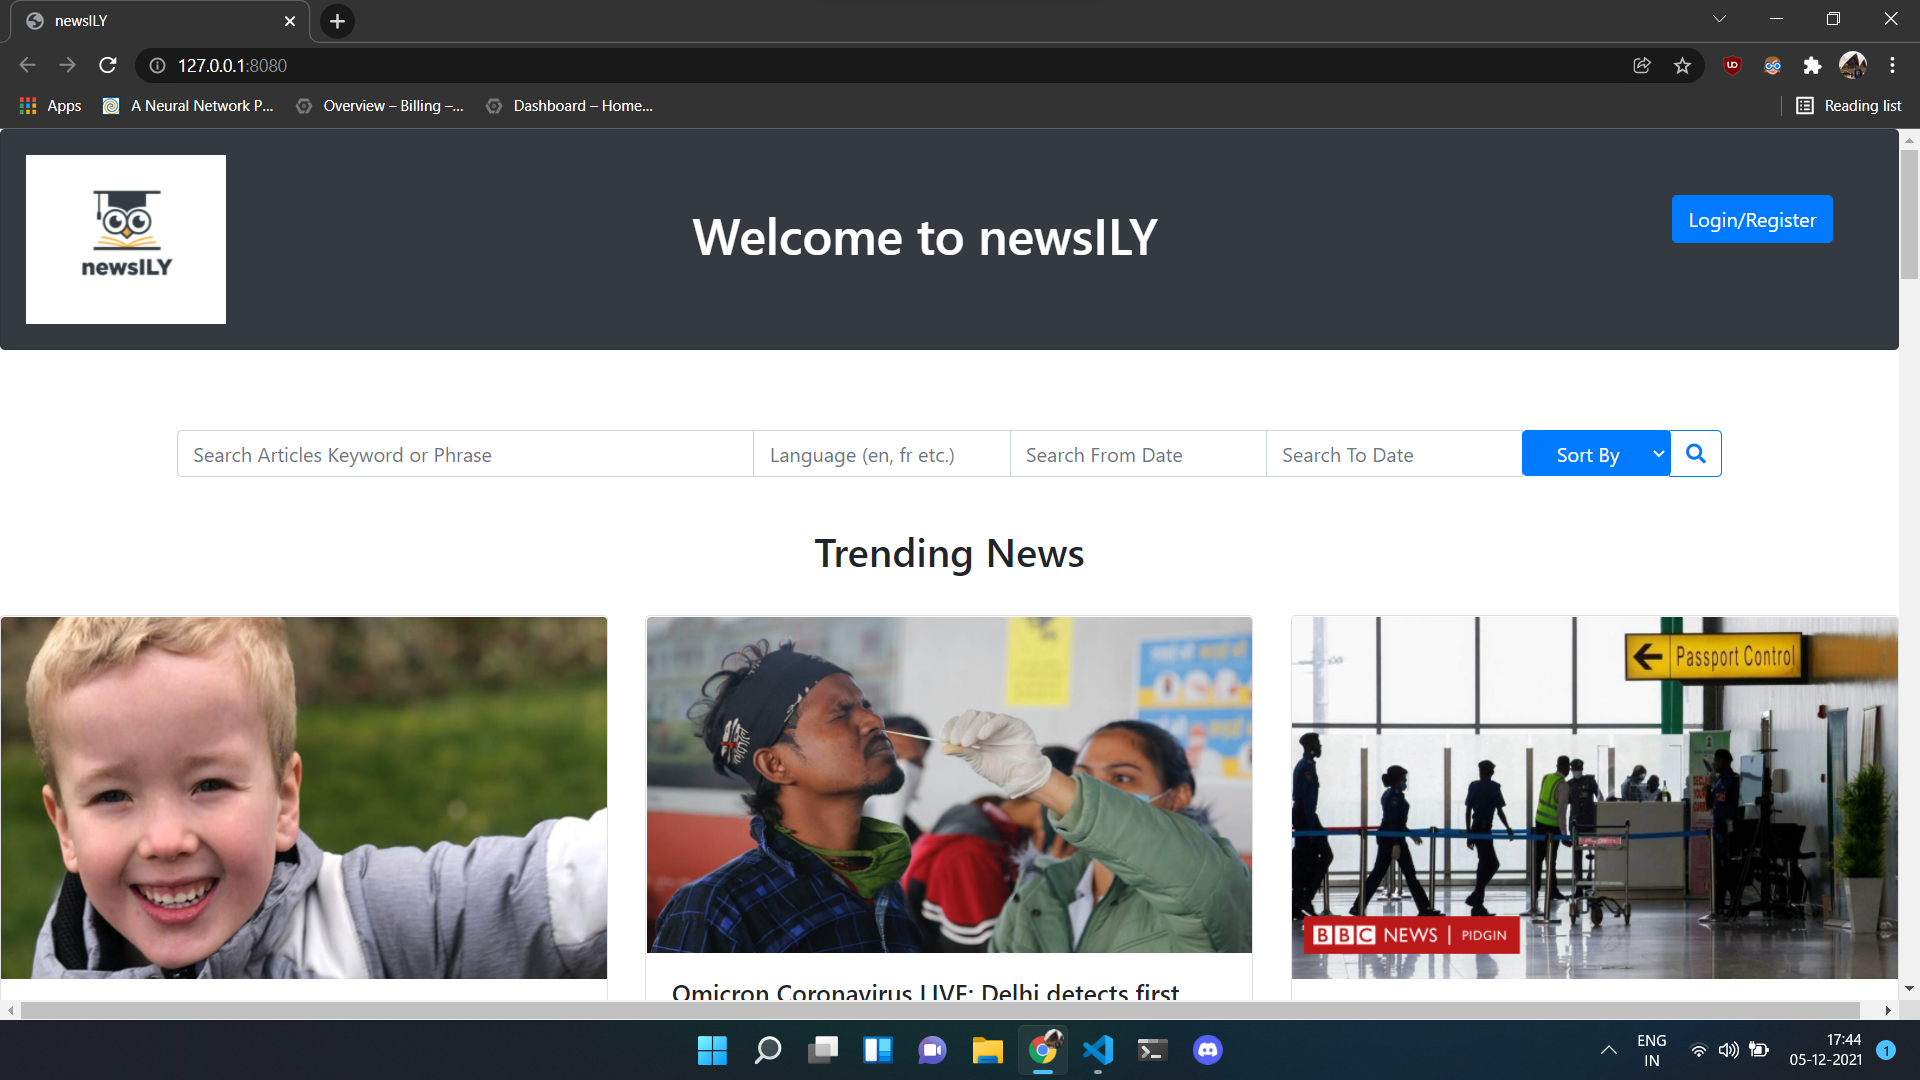 newsILY
127.0.0.1:8080
Apps
A Neural Network P...
Overview – Billing –...
Dashboard – Home...
Reading list
newsILY
Welcome to newsILY
Login/Register
Search Articles Keyword or Phrase
Language (en, fr etc.)
Search From Date
Search To Date
Sort By
Trending News
Passport Control
BBC NEWS | PIDGIN
Omicron Coronavirus LIVE: Delhi detects first
ENG
IN
17:44
05-12-2021
1